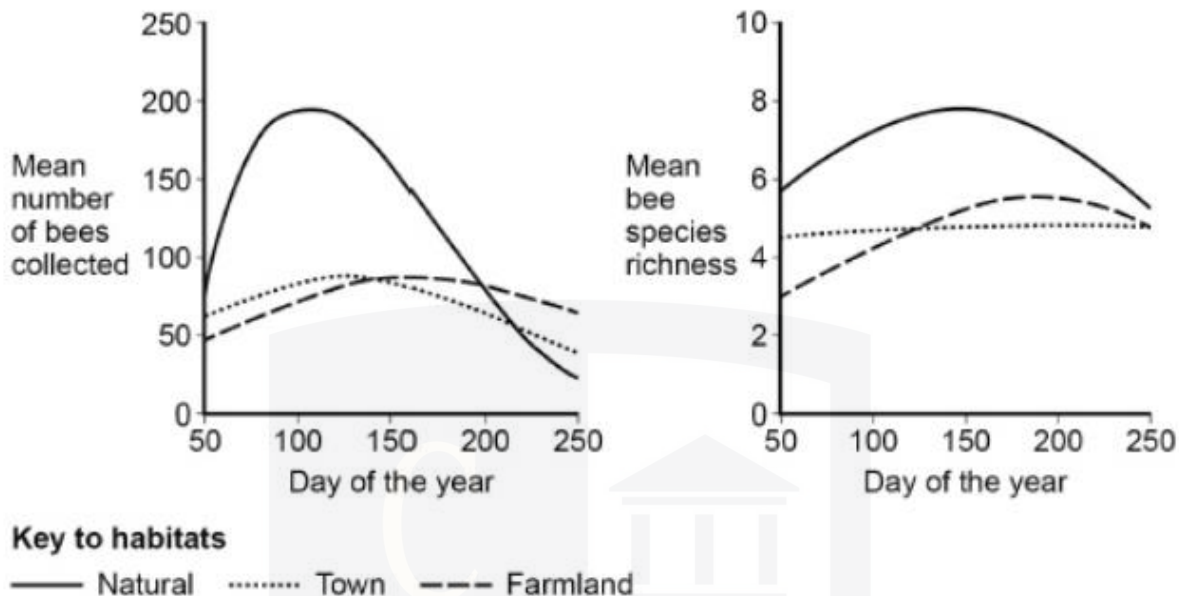 250
200
150
100
50
0
Mean
number
of bees
collected
50 100 150 200 250
Day of the year
10
8
6
4
2
0
Mean
bee
species
richness
50 100 150 200 250
Day of the year
Key to habitats
Natural Town Farmland